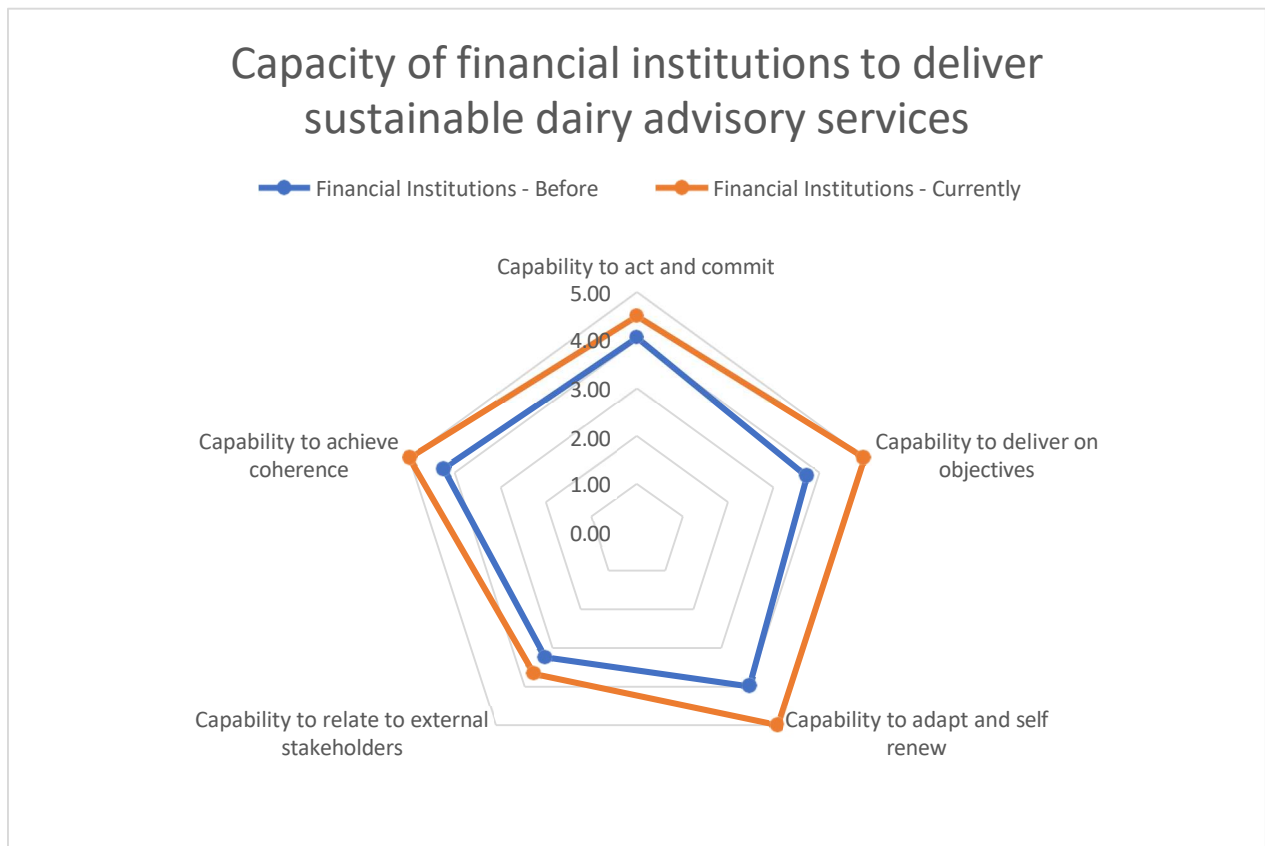 Capacity of financial institutions to deliver
sustainable dairy advisory services
Financial Institutions - Before
Financial Institutions - Currently
Capability to act and commit
5.00
4.00
3.00
2.00
1.00
0.00
Capability to deliver on
objectives
Capability to adapt and self
renew
Capability to relate to external
stakeholders
Capability to achieve
coherence